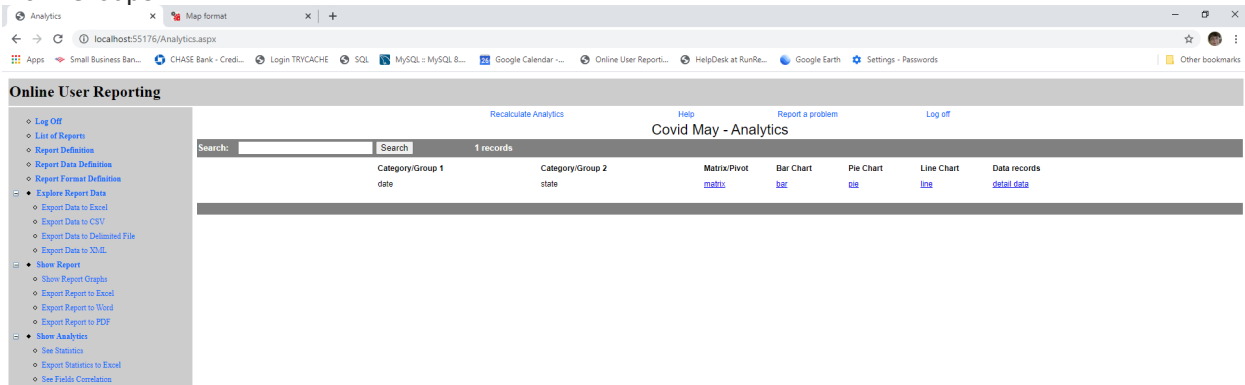 Analytics
Map format
localhost:55176/Analytics.aspx
Apps Small Business Ban... CHASE Bank - Credi... Login TRYCACHE SQL MySQL :: MySQL 8.... Google Calendar -... Online User Reporti... HelpDesk at RunRe... Google Earth Settings - Passwords Other bookmarks
Online User Reporting
Log Off
List of Reports
Report Definition
Report Data Definition
Report Format Definition
Explore Report Data
Export Data to Excel
Export Data to CSV
Export Data to Delimited File
Export Data to XML
Show Report
Show Report Graphs
Export Report to Excel
Export Report to Word
Export Report to PDF
Show Analytics
See Statistics
Export Statistics to Excel
See Fields Correlation
Recalculate Analytics Help Report a problem Log off
Covid May - Analytics
Search: Search 1 records
Category/Group 1 Category/Group 2 Matrix/Pivot Bar Chart Pie Chart Line Chart Data records
date state matrix bar pie line detail data